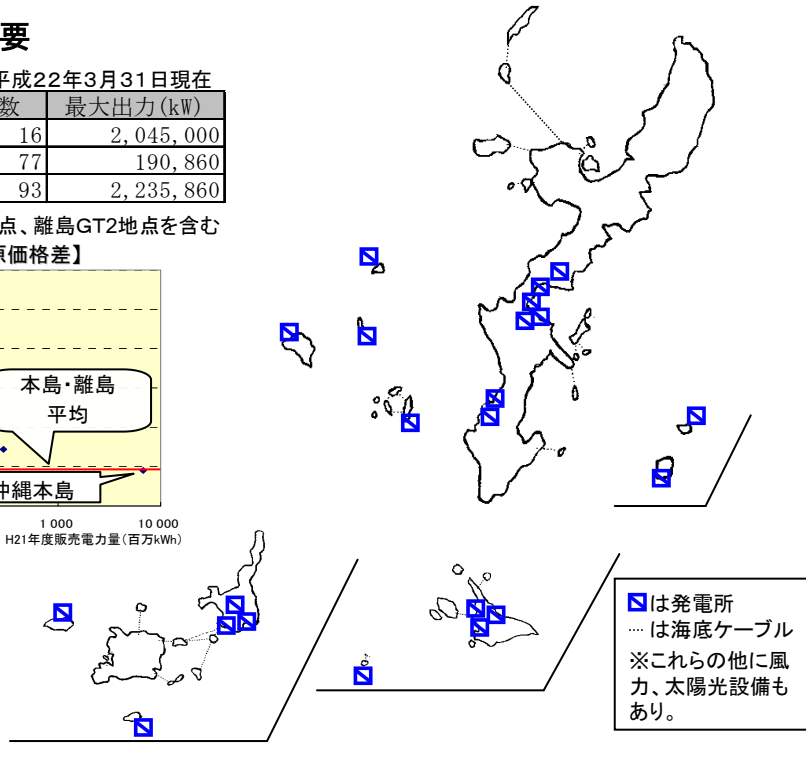 要
平成22年3月31日現在
数 最大出力(kW)
16 2,045,000
77 190,860
93 2,235,860
点、離島GT2地点を含む
原価格差】
本島・離島
平均
沖縄本島
1 000 10 000
H21年度販売電力量(百万kWh)
は発電所
は海底ケーブル
※これらの他に風
力、太陽光設備も
あり。